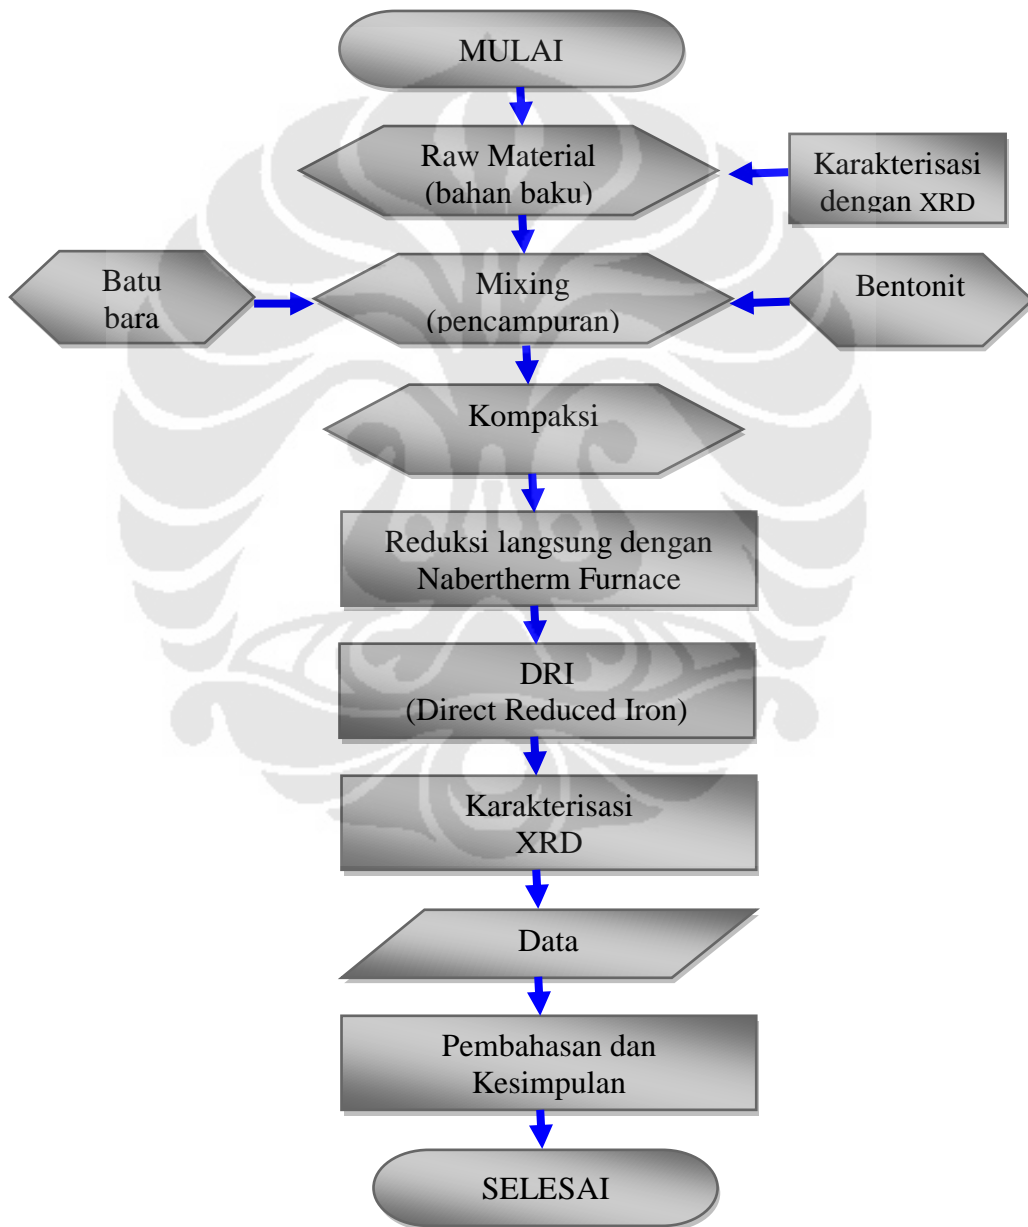 MULAI
Raw Material
(bahan baku)
Karakterisasi
dengan XRD
Batu
bara
Mixing
(pencampuran)
Bentonit
Kompaksi
Reduksi langsung dengan
Nabertherm Furnace
DRI
(Direct Reduced Iron)
Karakterisasi
XRD
Data
Pembahasan dan
Kesimpulan
SELESAI